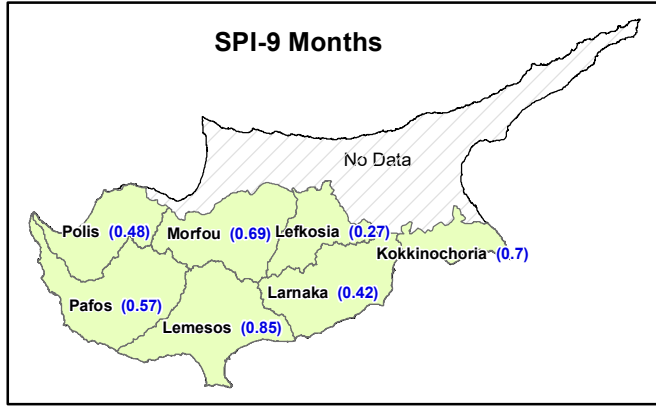 SPI-9 Months
No Data
Polis (0.48)
Morfou (0.69)
Lefkosia (0.27)
Kokkinochoria (0.7)
Pafos (0.57)
Larnaka (0.42)
Lemesos (0.85)